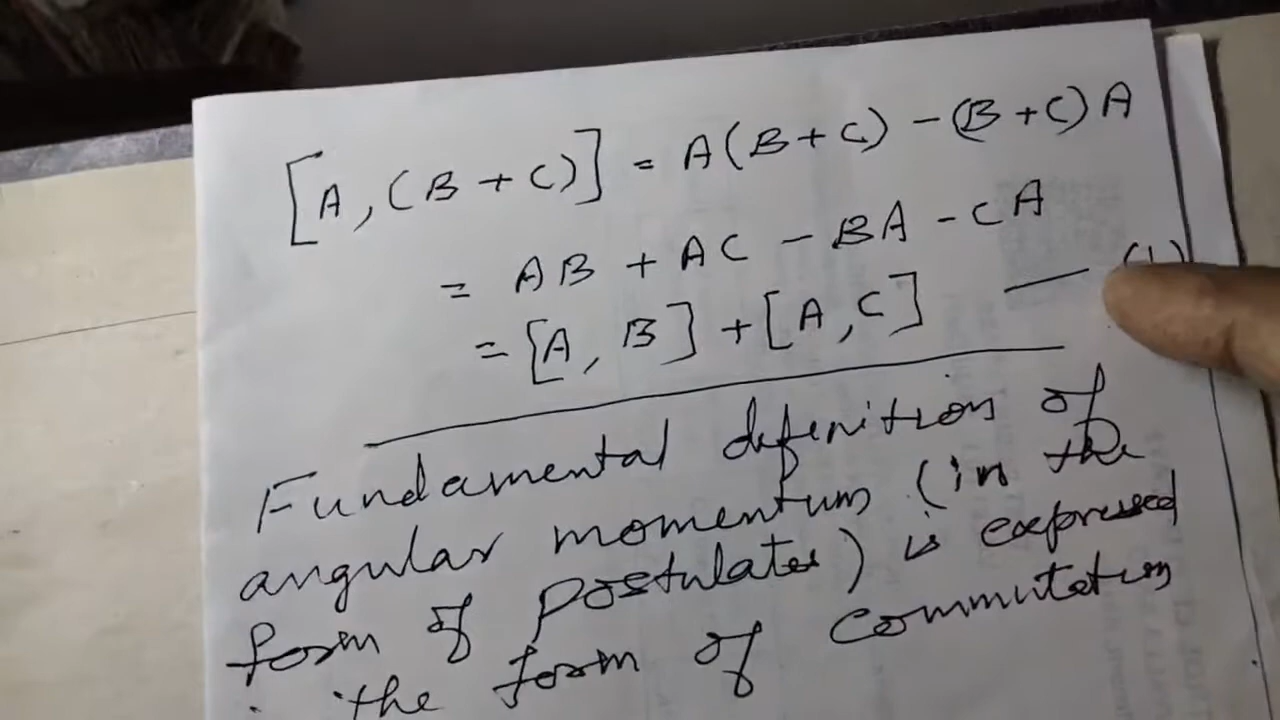 [A, (B + C)] = A(B + C) - (B + C) A
= AB + AC - BA - CA
= [A, B] + [A, C] — (1)
Fundamental definition of
angular momentum (in the
form of postulates) is expressed
in the form of commutation